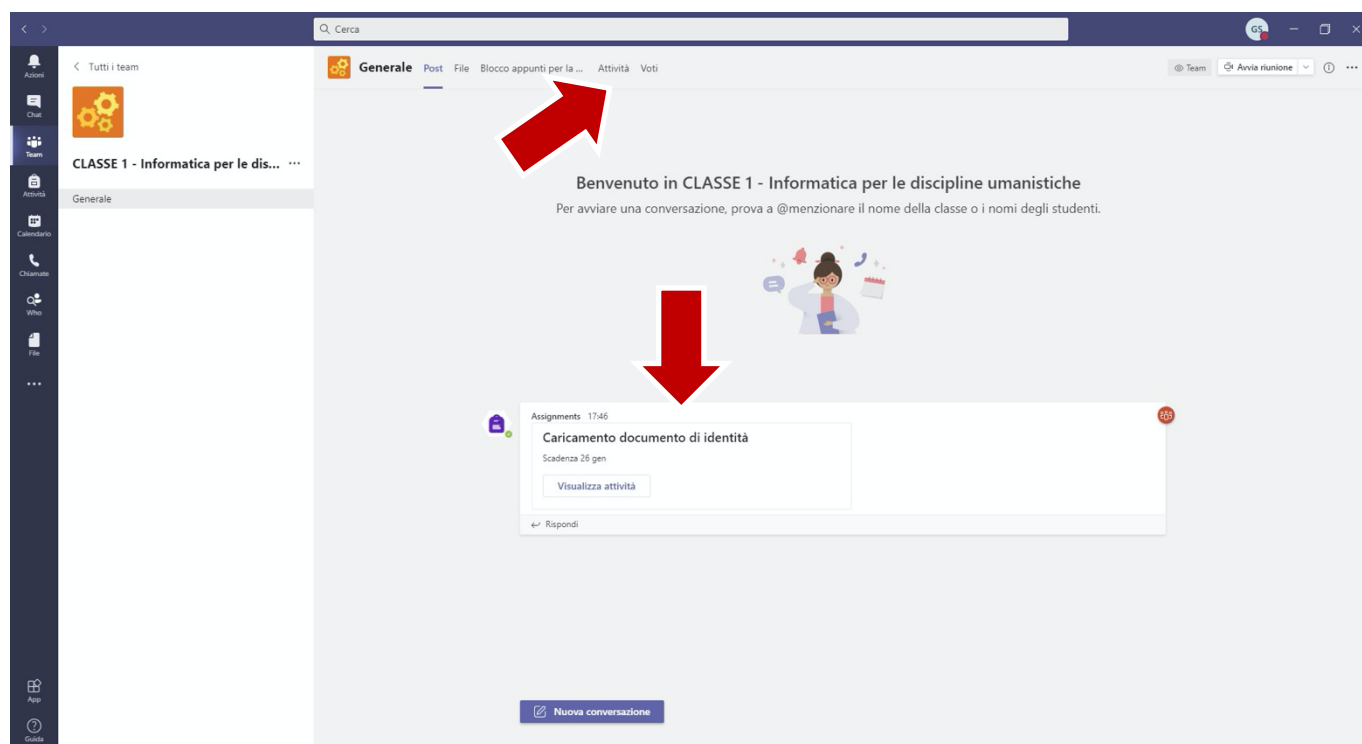 Cerca
GS
Azioni
Chat
Team
Attività
Calendario
Chiamate
Who
File
App
Guida
Tutti i team
CLASSE 1 - Informatica per le dis... ...
Generale
Generale Post File Blocco appunti per la ... Attività Voti
Team Avvia riunione
Benvenuto in CLASSE 1 - Informatica per le discipline umanistiche
Per avviare una conversazione, prova a @menzionare il nome della classe o i nomi degli studenti.
Assignments 17:46
Caricamento documento di identità
Scadenza 26 gen
Visualizza attività
Rispondi
Nuova conversazione